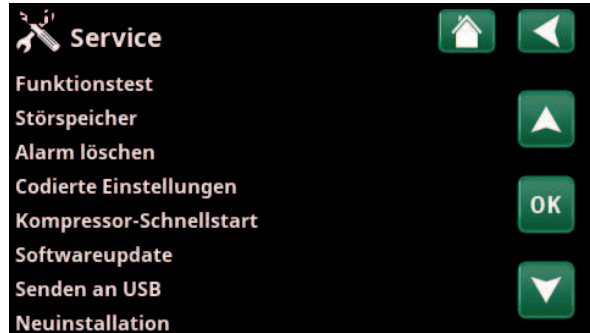 Service
Funktionstest
Störspeicher
Alarm löschen
Codierte Einstellungen
Kompressor-Schnellstart
OK
Softwareupdate
Senden an USB
Neuinstallation